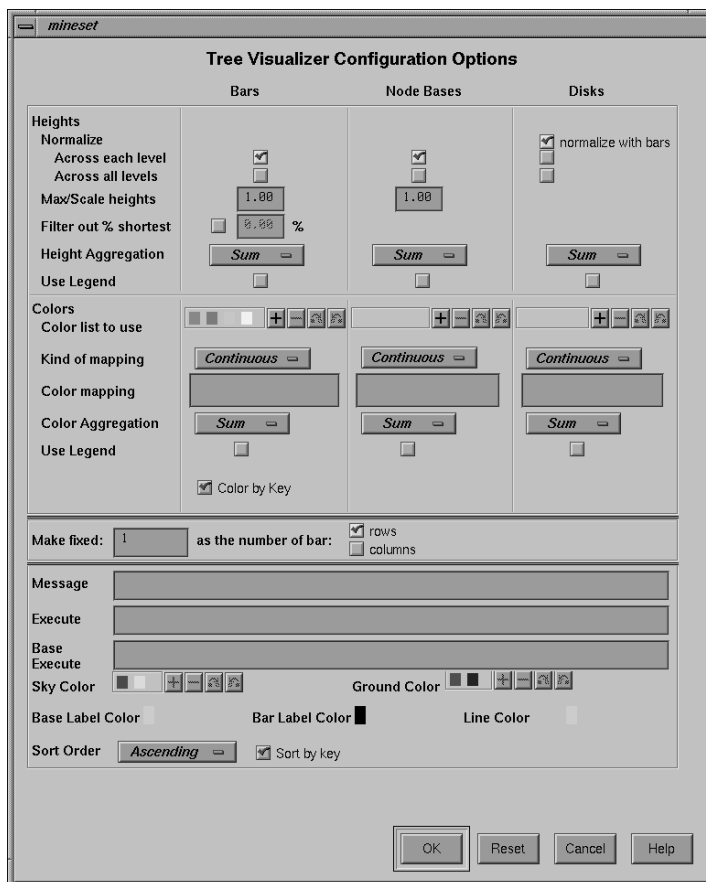 mineset
Tree Visualizer Configuration Options
Bars Node Bases Disks
Heights
Normalize normalize with bars
Across each level
Across all levels
Max/Scale heights 1.00 1.00
Filter out % shortest 0.00 %
Height Aggregation Sum Sum Sum
Use Legend
Colors
Color list to use
Kind of mapping Continuous Continuous Continuous
Color mapping
Color Aggregation Sum Sum Sum
Use Legend
Color by Key
Make fixed: 1 as the number of bar: rows
columns
Message
Execute
Base
Execute
Sky Color Ground Color
Base Label Color Bar Label Color Line Color
Sort Order Ascending Sort by key
OK Reset Cancel Help